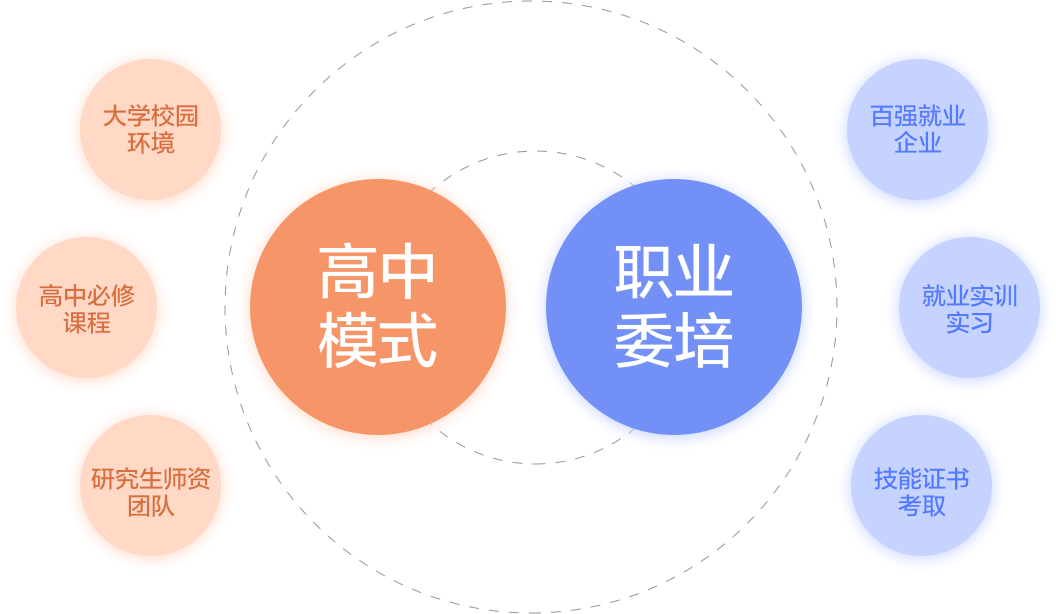 大学校园
环境
高中必修
课程
研究生师资
团队
高中
模式
职业
委培
百强就业
企业
就业实训
实习
技能证书
考取